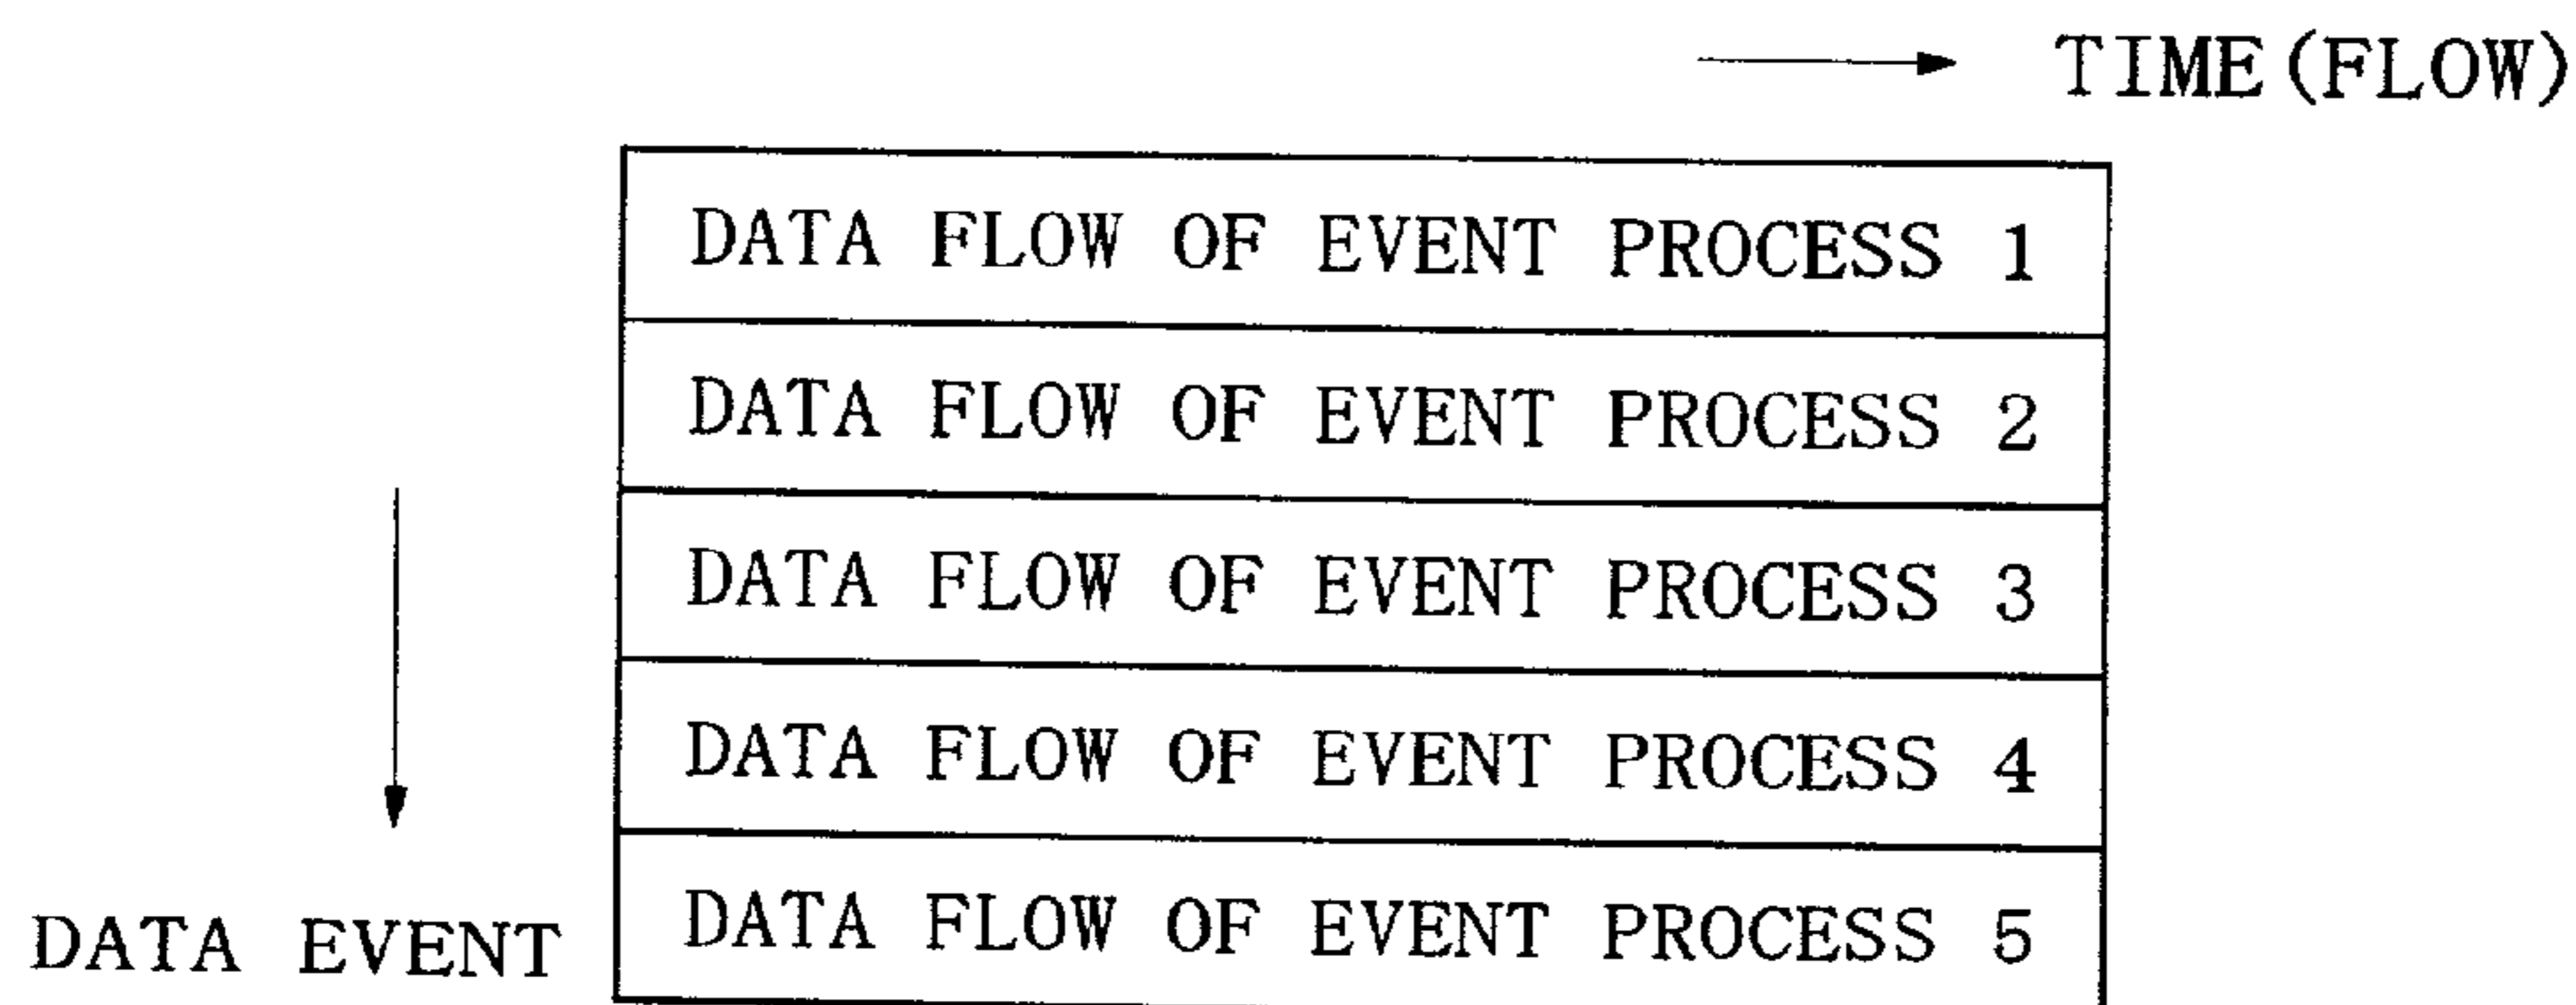 TIME(FLOW)
DATA FLOW OF EVENT PROCESS 1
DATA FLOW OF EVENT PROCESS 2
DATA FLOW OF EVENT PROCESS 3
DATA FLOW OF EVENT PROCESS 4
DATA FLOW OF EVENT PROCESS 5
DATA EVENT